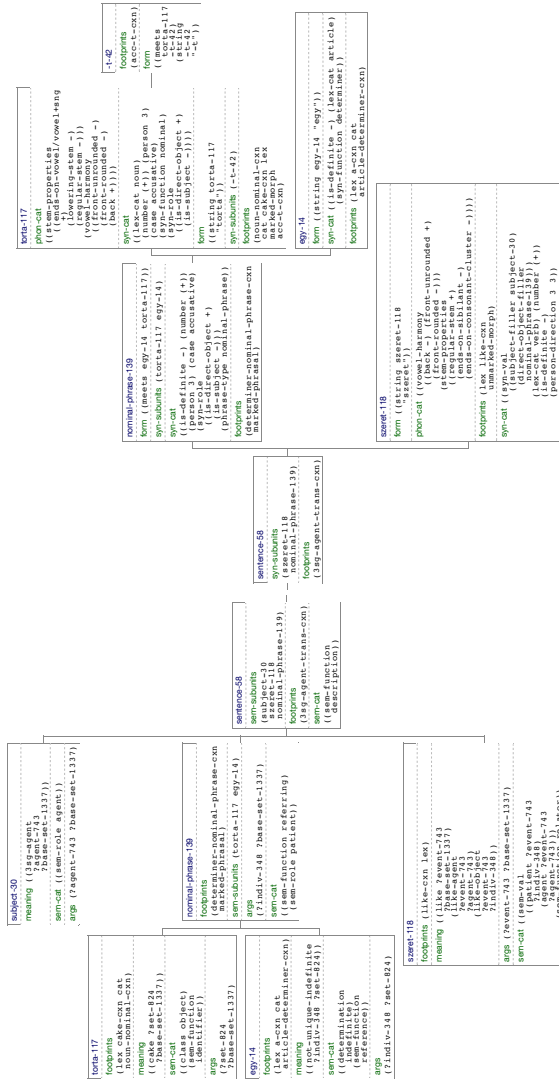 torta-117
footprints
(lex cake-cxn cat
noun-nominal-cxn)
meaning
((cake ?set-824
?base-set-1337))
sem-cat
((class object)
(sem-function
identifier))
args
(?set-824
?base-set-1337)
egy-14
footprints
(lex a-cxn cat
article-determiner-cxn)
meaning
((not-unique-indefinite
?indiv-348 ?set-824))
sem-cat
((determination
indefinite)
(sem-function
reference))
args
(?indiv-348 ?set-824)
subject-30
meaning ((3sg-agent
?agent-743
?base-set-1337))
sem-cat ((sem-role agent))
args (?agent-743 ?base-set-1337)
nominal-phrase-139
footprints
(determiner-nominal-phrase-cxn
marked-phrasal)
sem-subunits (torta-117 egy-14)
args
(?indiv-348 ?base-set-1337)
sem-cat
((sem-function referring)
(sem-role patient))
szeret-118
footprints (like-cxn lex)
meaning
((like ?event-743
?base-set-1337)
(like-agent
?event-743
?agent-743)
(like-object
?event-743
?indiv-348))
args (?event-743 ?base-set-1337)
sem-cat ((sem-val
(patient ?event-743
?indiv-348)
(agent ?event-743
?agent-743))
sentence-58
sem-subunits
(subject-30
szeret-118
nominal-phrase-139)
footprints
(3sg-agent-trans-cxn)
sem-cat
((sem-function
description))
sentence-58
syn-subunits
(szeret-118
nominal-phrase-139)
footprints
(3sg-agent-trans-cxn)
nominal-phrase-139
form ((meets egy-14 torta-117))
syn-subunits (torta-117 egy-14)
syn-cat
((is-definite -) (number (+))
(person 3) (case accusative)
(syn-role
((is-direct-object +)
(is-subject -)))
(phrase-type nominal-phrase))
footprints
(determiner-nominal-phrase-cxn
marked-phrasal)
szeret-118
form ((string szeret-118
"szeret"))
phon-cat ((vowel-harmony
((back -) (front-unrounded +)
(front-rounded -)))
(stem-properties
((regular-stem +)
(ends-on-sibilant -)
(ends-on-consonant-cluster -))))
footprints (lex like-cxn
unmarked-morph)
syn-cat ((syn-val
((subject-filler subject-30)
(direct-object-filler
nominal-phrase-139)))
(lex-cat verb) (number (+))
(is-definite -)
(person-direction 3 3))
torta-117
phon-cat
((stem-properties
((ends-on-vowel/vowel+sng
+)
(lowering-stem -)
(regular-stem -)))
(vowel-harmony
((front-unrounded -)
(front-rounded -)
(back +))))
syn-cat
((lex-cat noun)
(number +) (person 3)
(case accusative)
(syn-function nominal)
(syn-role
((is-direct-object +)
(is-subject -))))
form
((string torta-117
"torta"))
syn-subunits (-t-42)
footprints
(noun-nominal-cxn
cat cake-cxn lex
marked-morph
acc-t-cxn)
egy-14
form ((string egy-14 "egy"))
syn-cat ((is-definite -) (lex-cat article)
(syn-function determiner))
footprints (lex a-cxn cat
article-determiner-cxn)
-t-42
footprints
(acc-t-cxn)
form
((meets
torta-117
-t-42)
(string
-t-42
"-t"))